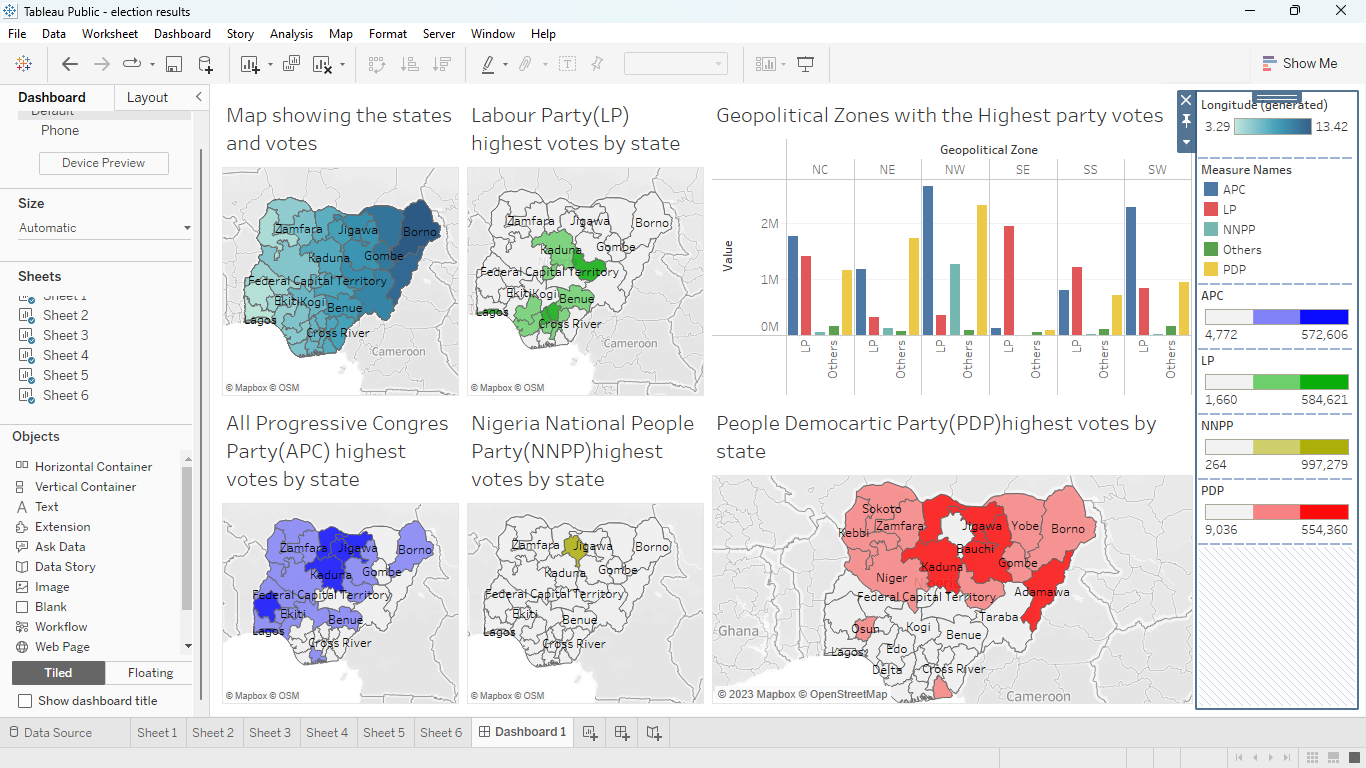 Tableau Public - election results
File Data Worksheet Dashboard Story Analysis Map Format Server Window Help
Show Me
Dashboard Layout
Default
Phone
Device Preview
Size
Automatic
Sheets
Sheet 1
Sheet 2
Sheet 3
Sheet 4
Sheet 5
Sheet 6
Objects
Horizontal Container
Vertical Container
Text
Extension
Ask Data
Data Story
Image
Blank
Workflow
Web Page
Tiled Floating
Show dashboard title
Map showing the states
and votes
Zamfara Jigawa Borno
Kaduna Gombe
Federal Capital Territory
Ekiti Kogi Benue
Lagos Cross River
Cameroon
© Mapbox © OSM
Labour Party(LP)
highest votes by state
Zamfara Jigawa Borno
Kaduna Gombe
Federal Capital Territory
Ekiti Kogi Benue
Lagos Cross River
Cameroon
© Mapbox © OSM
Geopolitical Zones with the Highest party votes
Geopolitical Zone
NC NE NW SE SS SW
Value
2M
1M
0M
LP Others LP Others LP Others LP Others LP Others LP Others
All Progressive Congres
Party(APC) highest
votes by state
Zamfara Jigawa Borno
Kaduna Gombe
Federal Capital Territory
Ekiti Benue
Lagos Cross River
© Mapbox © OSM
Nigeria National People
Party(NNPP)highest
votes by state
Zamfara Jigawa Borno
Kaduna Gombe
Federal Capital Territory
Ekiti Benue
Lagos Cross River
© Mapbox © OSM
People Democartic Party(PDP)highest votes by
state
Sokoto
Zamfara Jigawa Yobe Borno
Kebbi
Bauchi
Kaduna Gombe
Niger Nigeria
Federal Capital Territory Adamawa
Taraba
Ghana Osun Kogi Benue
Lagos Edo
Delta Cross River
Cameroon
© 2023 Mapbox © OpenStreetMap
Longitude (generated)
3.29 13.42
Measure Names
APC
LP
NNPP
Others
PDP
APC
4,772 572,606
LP
1,660 584,621
NNPP
264 997,279
PDP
9,036 554,360
Data Source Sheet 1 Sheet 2 Sheet 3 Sheet 4 Sheet 5 Sheet 6 Dashboard 1